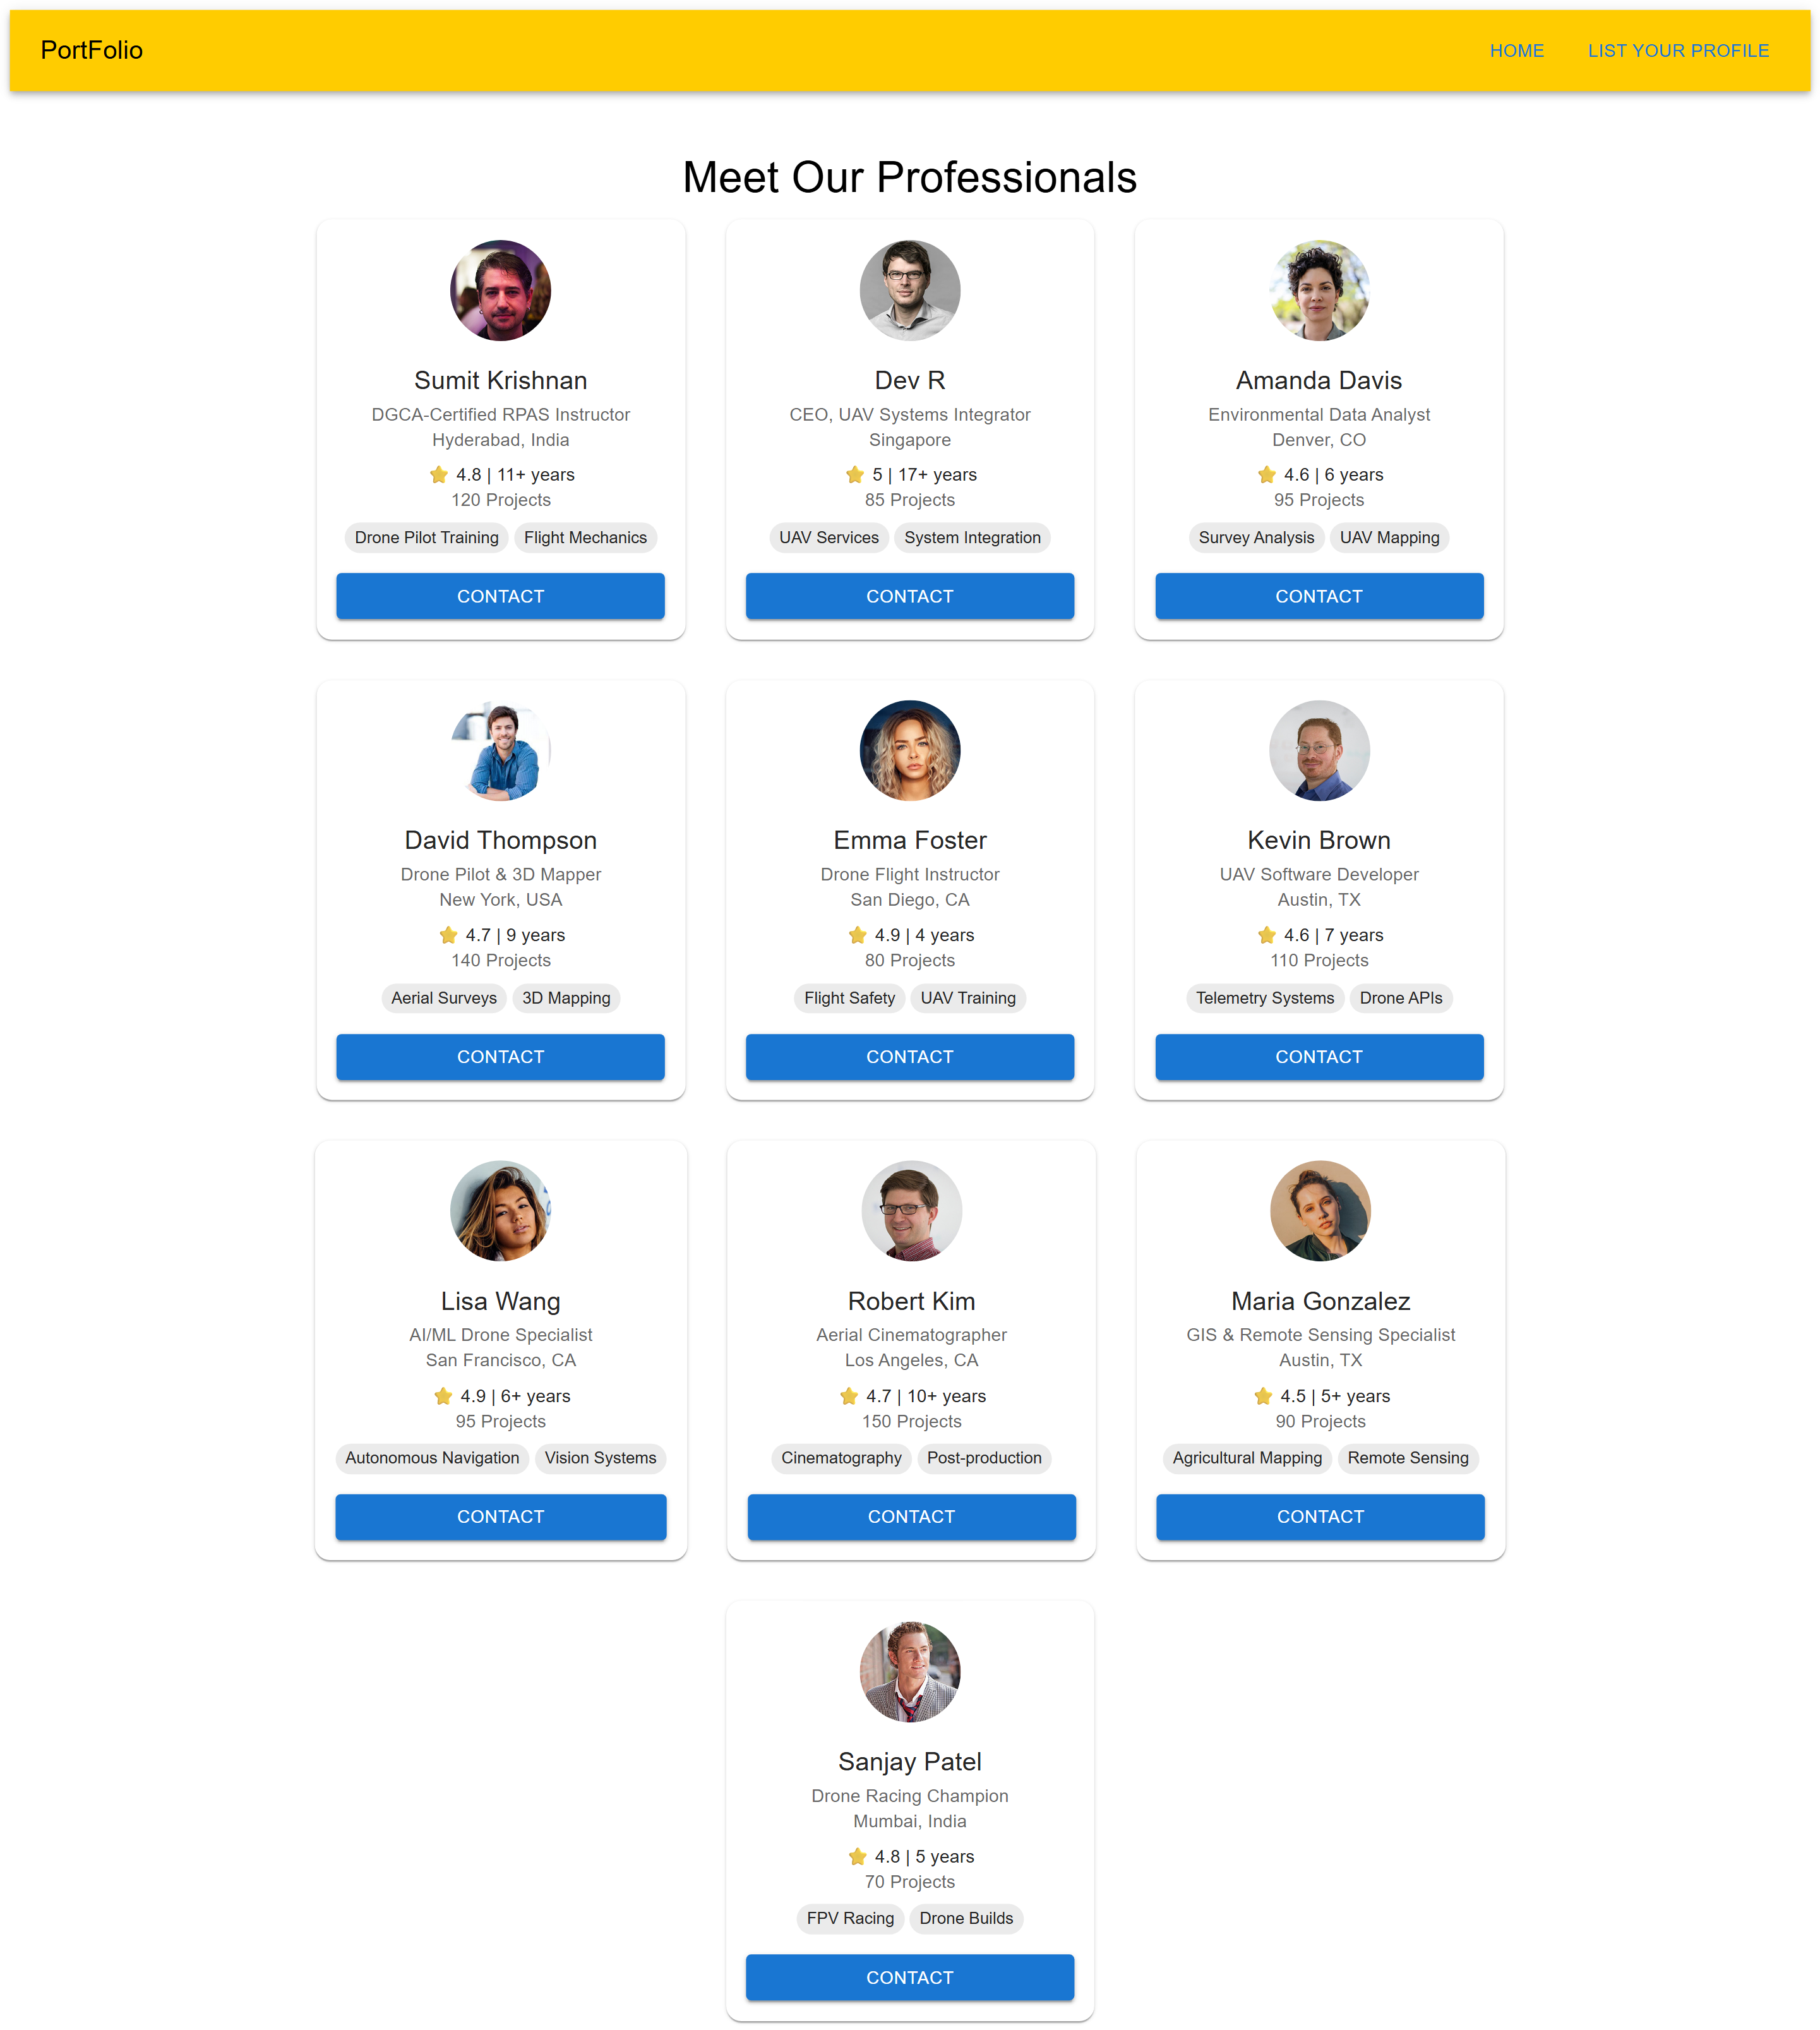 PortFolio
HOME
LIST YOUR PROFILE
Meet Our Professionals
Sumit Krishnan
DGCA-Certified RPAS Instructor
Hyderabad, India
4.8 | 11+ years
120 Projects
Drone Pilot Training
Flight Mechanics
CONTACT
Dev R
CEO, UAV Systems Integrator
Singapore
5 | 17+ years
85 Projects
UAV Services
System Integration
CONTACT
Amanda Davis
Environmental Data Analyst
Denver, CO
4.6 | 6 years
95 Projects
Survey Analysis
UAV Mapping
CONTACT
David Thompson
Drone Pilot & 3D Mapper
New York, USA
4.7 | 9 years
140 Projects
Aerial Surveys
3D Mapping
CONTACT
Emma Foster
Drone Flight Instructor
San Diego, CA
4.9 | 4 years
80 Projects
Flight Safety
UAV Training
CONTACT
Kevin Brown
UAV Software Developer
Austin, TX
4.6 | 7 years
110 Projects
Telemetry Systems
Drone APIs
CONTACT
Lisa Wang
AI/ML Drone Specialist
San Francisco, CA
4.9 | 6+ years
95 Projects
Autonomous Navigation
Vision Systems
CONTACT
Robert Kim
Aerial Cinematographer
Los Angeles, CA
4.7 | 10+ years
150 Projects
Cinematography
Post-production
CONTACT
Maria Gonzalez
GIS & Remote Sensing Specialist
Austin, TX
4.5 | 5+ years
90 Projects
Agricultural Mapping
Remote Sensing
CONTACT
Sanjay Patel
Drone Racing Champion
Mumbai, India
4.8 | 5 years
70 Projects
FPV Racing
Drone Builds
CONTACT